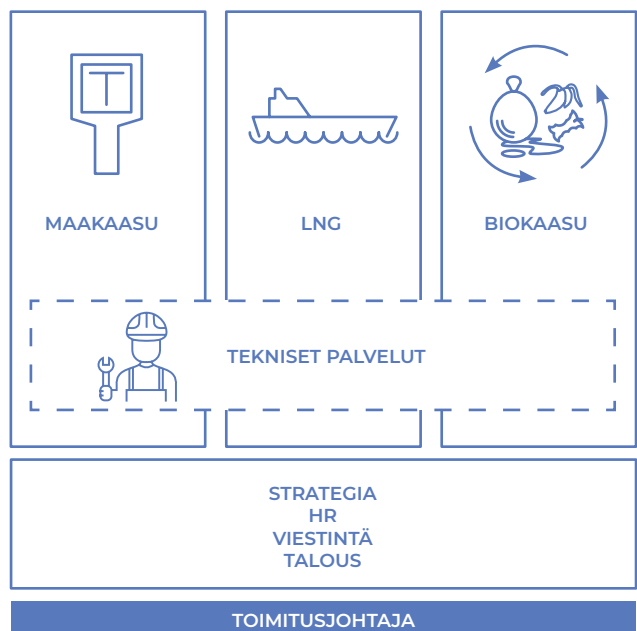 T
MAAKAASU
LNG
BIOKAASU
TEKNISET PALVELUT
STRATEGIA
HR
VIESTINTÄ
TALOUS
TOIMITUSJOHTAJA